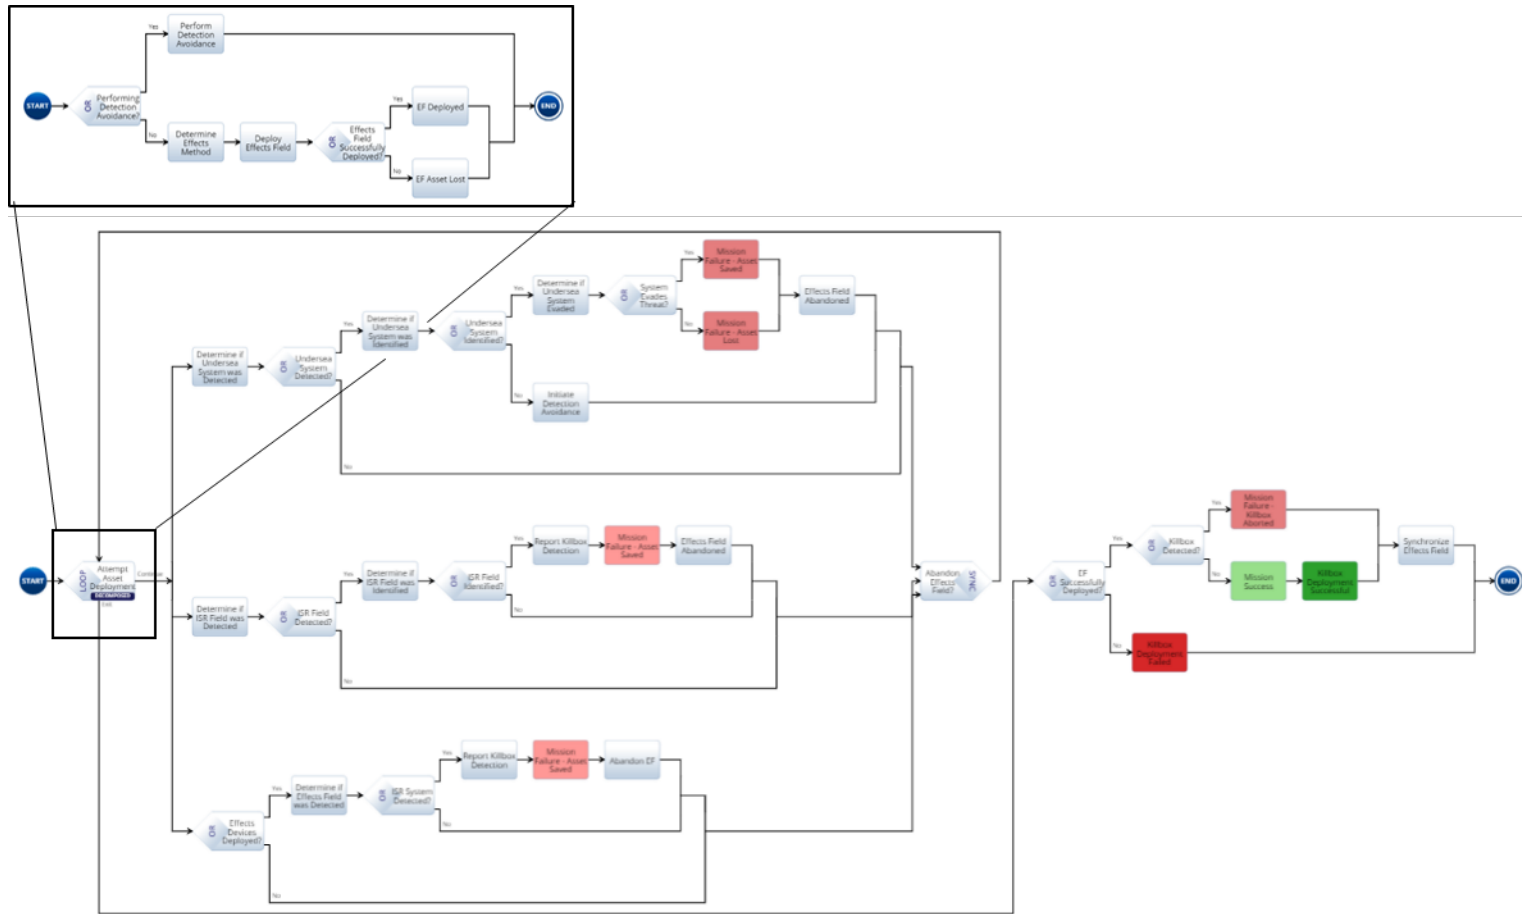 Yes
Perform
Detection
Avoidance
START
OR
Performing
Detection
Avoidance?
No
Determine
Effects
Method
Deploy
Effects Field
OR
Effects
Field
Successfully
Deployed?
Yes
EF Deployed
No
EF Asset Lost
END
START
LOOP
Attempt
Asset
Deployment
DECOMPOSED
Exit
Continue
Determine if
Undersea
System was
Detected
OR
Undersea
System
Detected?
Yes
Determine if
Undersea
System was
Identified
OR
Undersea
System
Identified?
Yes
Determine if
Undersea
System
Evaded
OR
System
Evades
Threat?
Yes
Mission
Failure - Asset
Saved
No
Mission
Failure - Asset
Lost
Effects Field
Abandoned
No
Initiate
Detection
Avoidance
No
Determine if
ISR Field was
Detected
OR
ISR Field
Detected?
Yes
Determine if
ISR Field was
Identified
OR
ISR Field
Identified?
Yes
Report Killbox
Detection
Mission
Failure - Asset
Saved
Effects Field
Abandoned
No
No
OR
Effects
Devices
Deployed?
Yes
Determine if
Effects Field
was Detected
OR
ISR System
Detected?
Yes
Report Killbox
Detection
Mission
Failure - Asset
Saved
Abandon EF
No
No
Abandon
Effects
Field?
SYNC
OR
EF
Successfully
Deployed?
Yes
OR
Killbox
Detected?
Yes
Mission
Failure -
Killbox
Aborted
No
Mission
Success
Killbox
Deployment
Successful
Synchronize
Effects Field
No
Killbox
Deployment
Failed
END